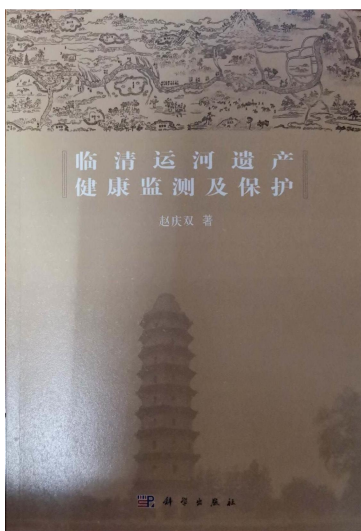 临清运河遗产
健康监测及保护
赵庆双 著
科学出版社